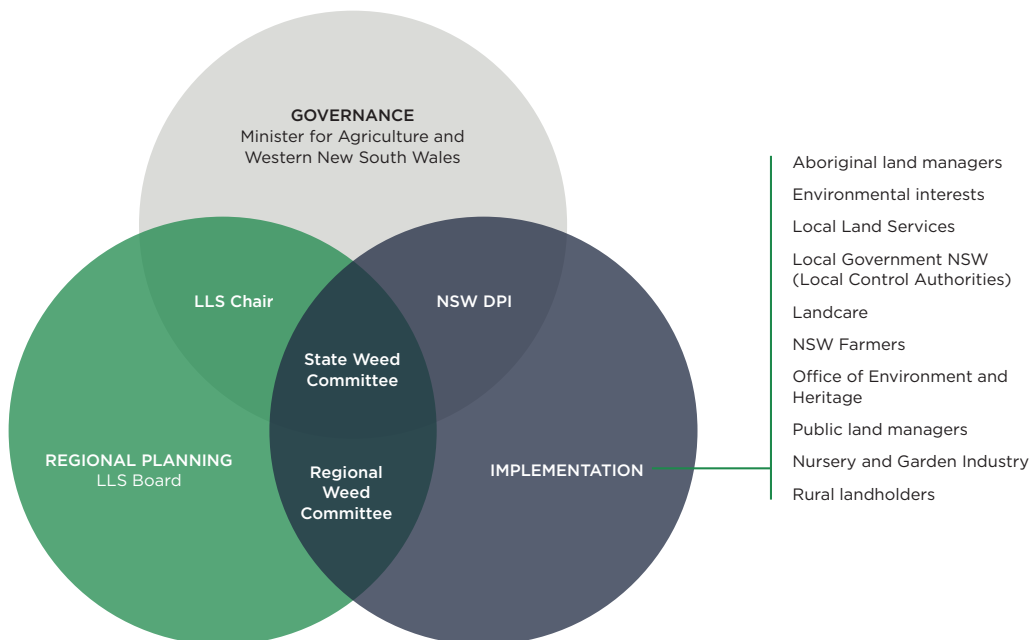 GOVERNANCE
Minister for Agriculture and
Western New South Wales
LLS Chair
NSW DPI
State Weed
Committee
REGIONAL PLANNING
LLS Board
Regional
Weed
Committee
IMPLEMENTATION
Aboriginal land managers
Environmental interests
Local Land Services
Local Government NSW
(Local Control Authorities)
Landcare
NSW Farmers
Office of Environment and
Heritage
Public land managers
Nursery and Garden Industry
Rural landholders